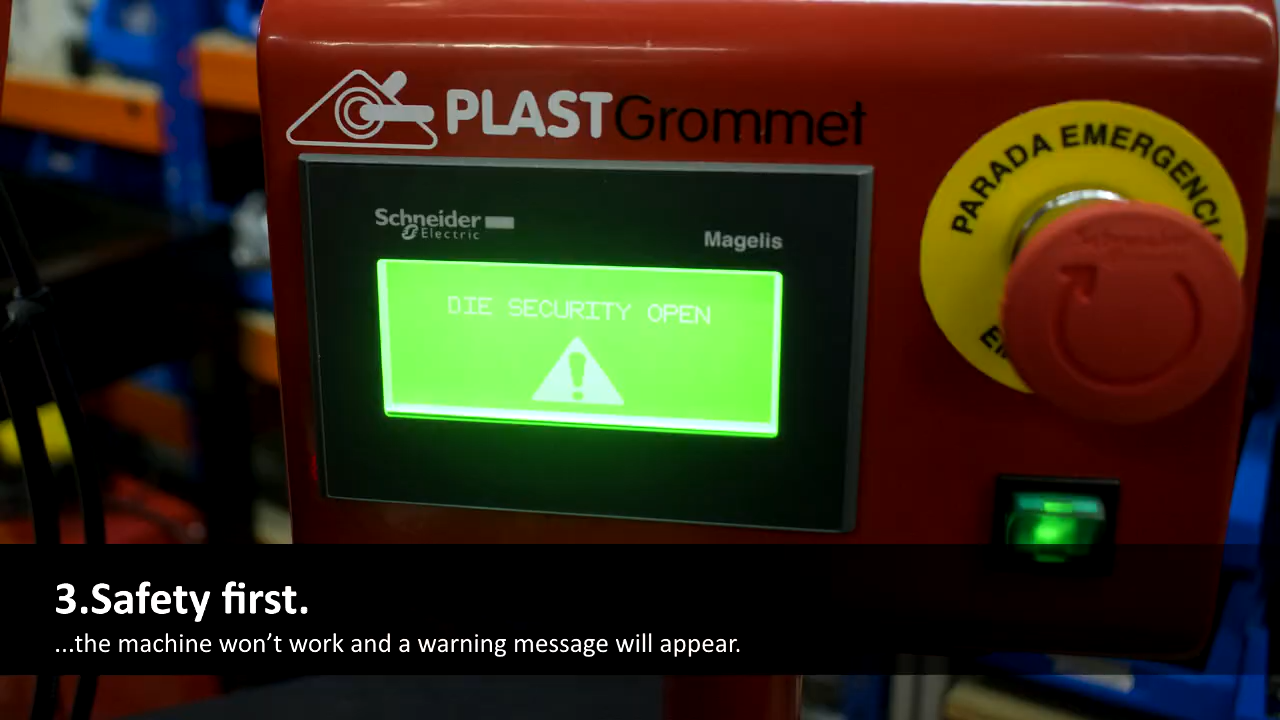 PLASTGrommet
PARADA EMERGENCI
Schneider
Electric
Magelis
DIE SECURITY OPEN
3.Safety first.
...the machine won't work and a warning message will appear.